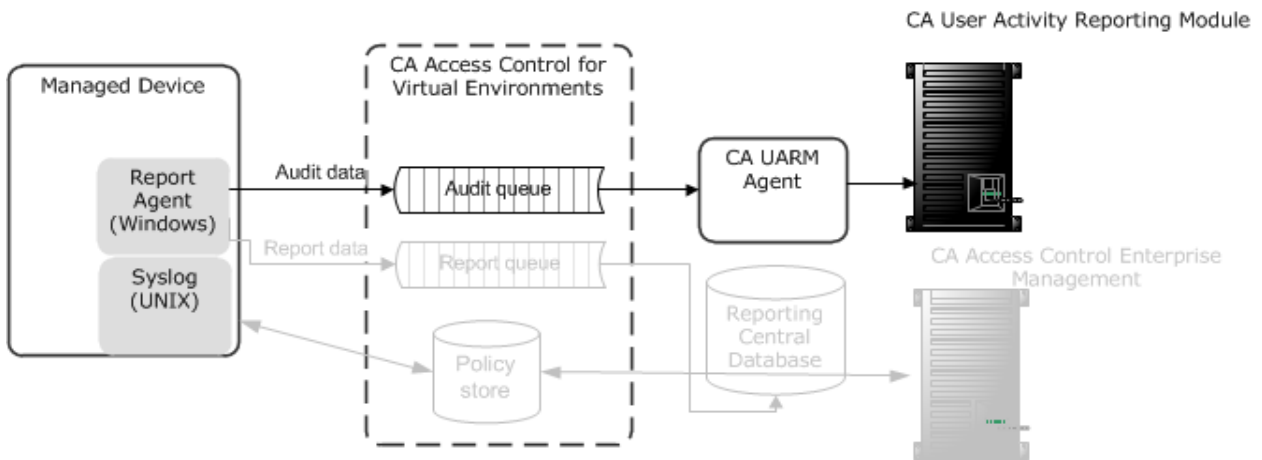 CA User Activity Reporting Module
Managed Device
CA Access Control for
Virtual Environments
Report
Agent
(Windows)
Audit data
Audit queue
CA UARM
Agent
Report data
Report queue
CA Access Control Enterprise
Management
Syslog
(UNIX)
Policy
store
Reporting
Central
Database